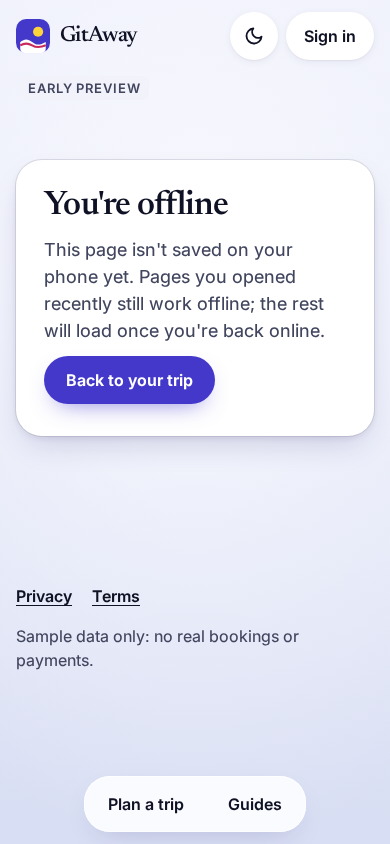 GitAway
Sign in
EARLY PREVIEW
You're offline
This page isn't saved on your
phone yet. Pages you opened
recently still work offline; the rest
will load once you're back online.
Back to your trip
Privacy Terms
Sample data only: no real bookings or
payments.
Plan a trip Guides